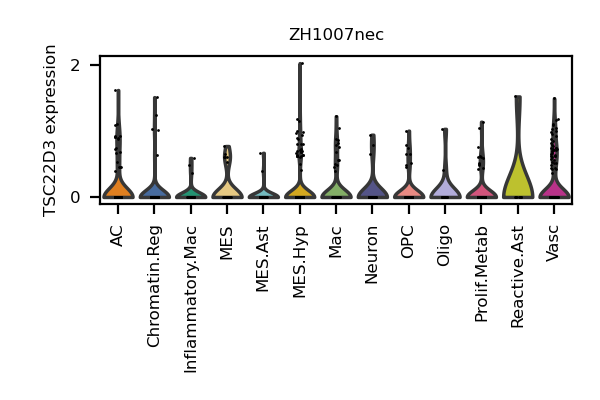 ZH1007nec
TSC22D3 expression
2
0
AC
Chromatin.Reg
Inflammatory.Mac
MES
MES.Ast
MES.Hyp
Mac
Neuron
OPC
Oligo
Prolif.Metab
Reactive.Ast
Vasc